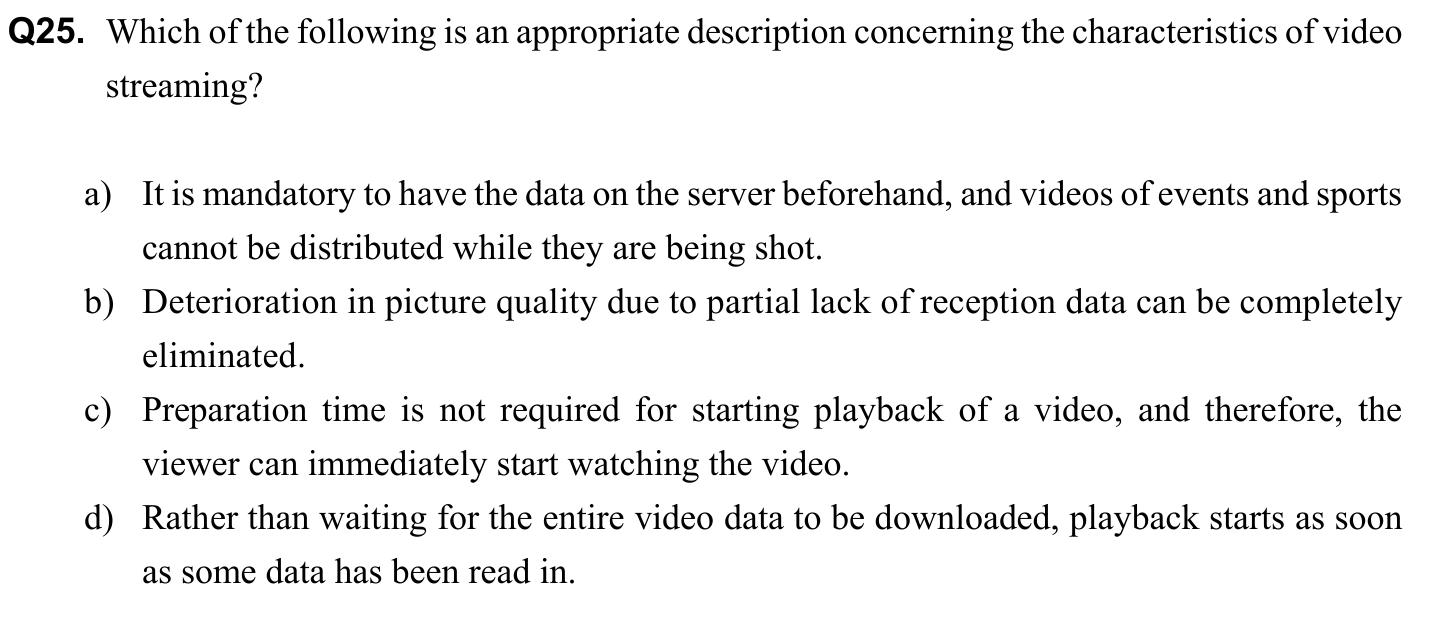 Q25. Which of the following is an appropriate description concerning the characteristics of video
streaming?
a) It is mandatory to have the data on the server beforehand, and videos of events and sports
cannot be distributed while they are being shot.
b) Deterioration in picture quality due to partial lack of reception data can be completely
eliminated.
c) Preparation time is not required for starting playback of a video, and therefore, the
viewer can immediately start watching the video.
d) Rather than waiting for the entire video data to be downloaded, playback starts as soon
as some data has been read in.